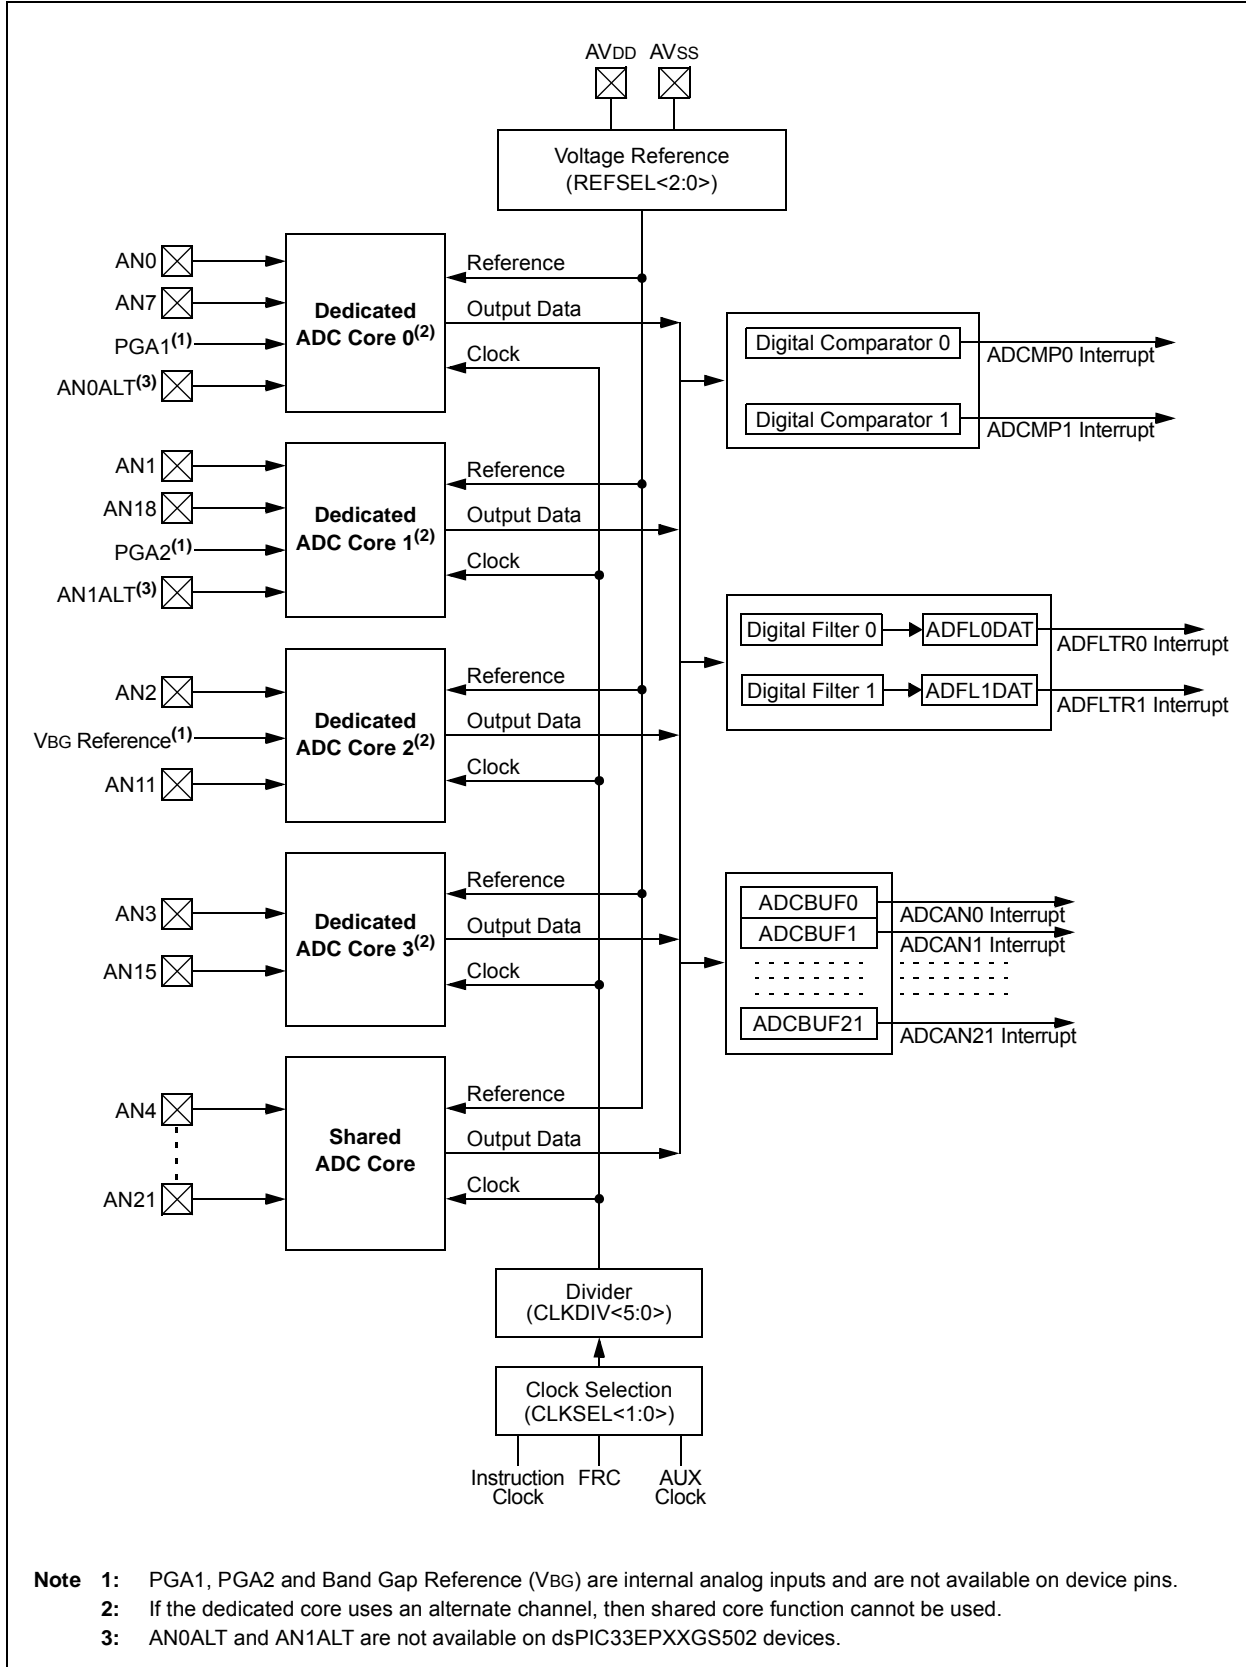 AVDD AVSS
Voltage Reference
(REFSEL<2:0>)
AN0
AN7
PGA1(1)
AN0ALT(3)
Dedicated
ADC Core 0(2)
Reference
Output Data
Clock
Digital Comparator 0
ADCMP0 Interrupt
Digital Comparator 1
ADCMP1 Interrupt
AN1
AN18
PGA2(1)
AN1ALT(3)
Dedicated
ADC Core 1(2)
Reference
Output Data
Clock
Digital Filter 0
ADFL0DAT
ADFLTR0 Interrupt
Digital Filter 1
ADFL1DAT
ADFLTR1 Interrupt
AN2
VBG Reference(1)
AN11
Dedicated
ADC Core 2(2)
Reference
Output Data
Clock
AN3
AN15
Dedicated
ADC Core 3(2)
Reference
Output Data
Clock
ADCBUF0
ADCAN0 Interrupt
ADCBUF1
ADCAN1 Interrupt
ADCBUF21
ADCAN21 Interrupt
AN4
AN21
Shared
ADC Core
Reference
Output Data
Clock
Divider
(CLKDIV<5:0>)
Clock Selection
(CLKSEL<1:0>)
Instruction
Clock
FRC
AUX
Clock
Note 1: PGA1, PGA2 and Band Gap Reference (VBG) are internal analog inputs and are not available on device pins.
2: If the dedicated core uses an alternate channel, then shared core function cannot be used.
3: AN0ALT and AN1ALT are not available on dsPIC33EPXXGS502 devices.